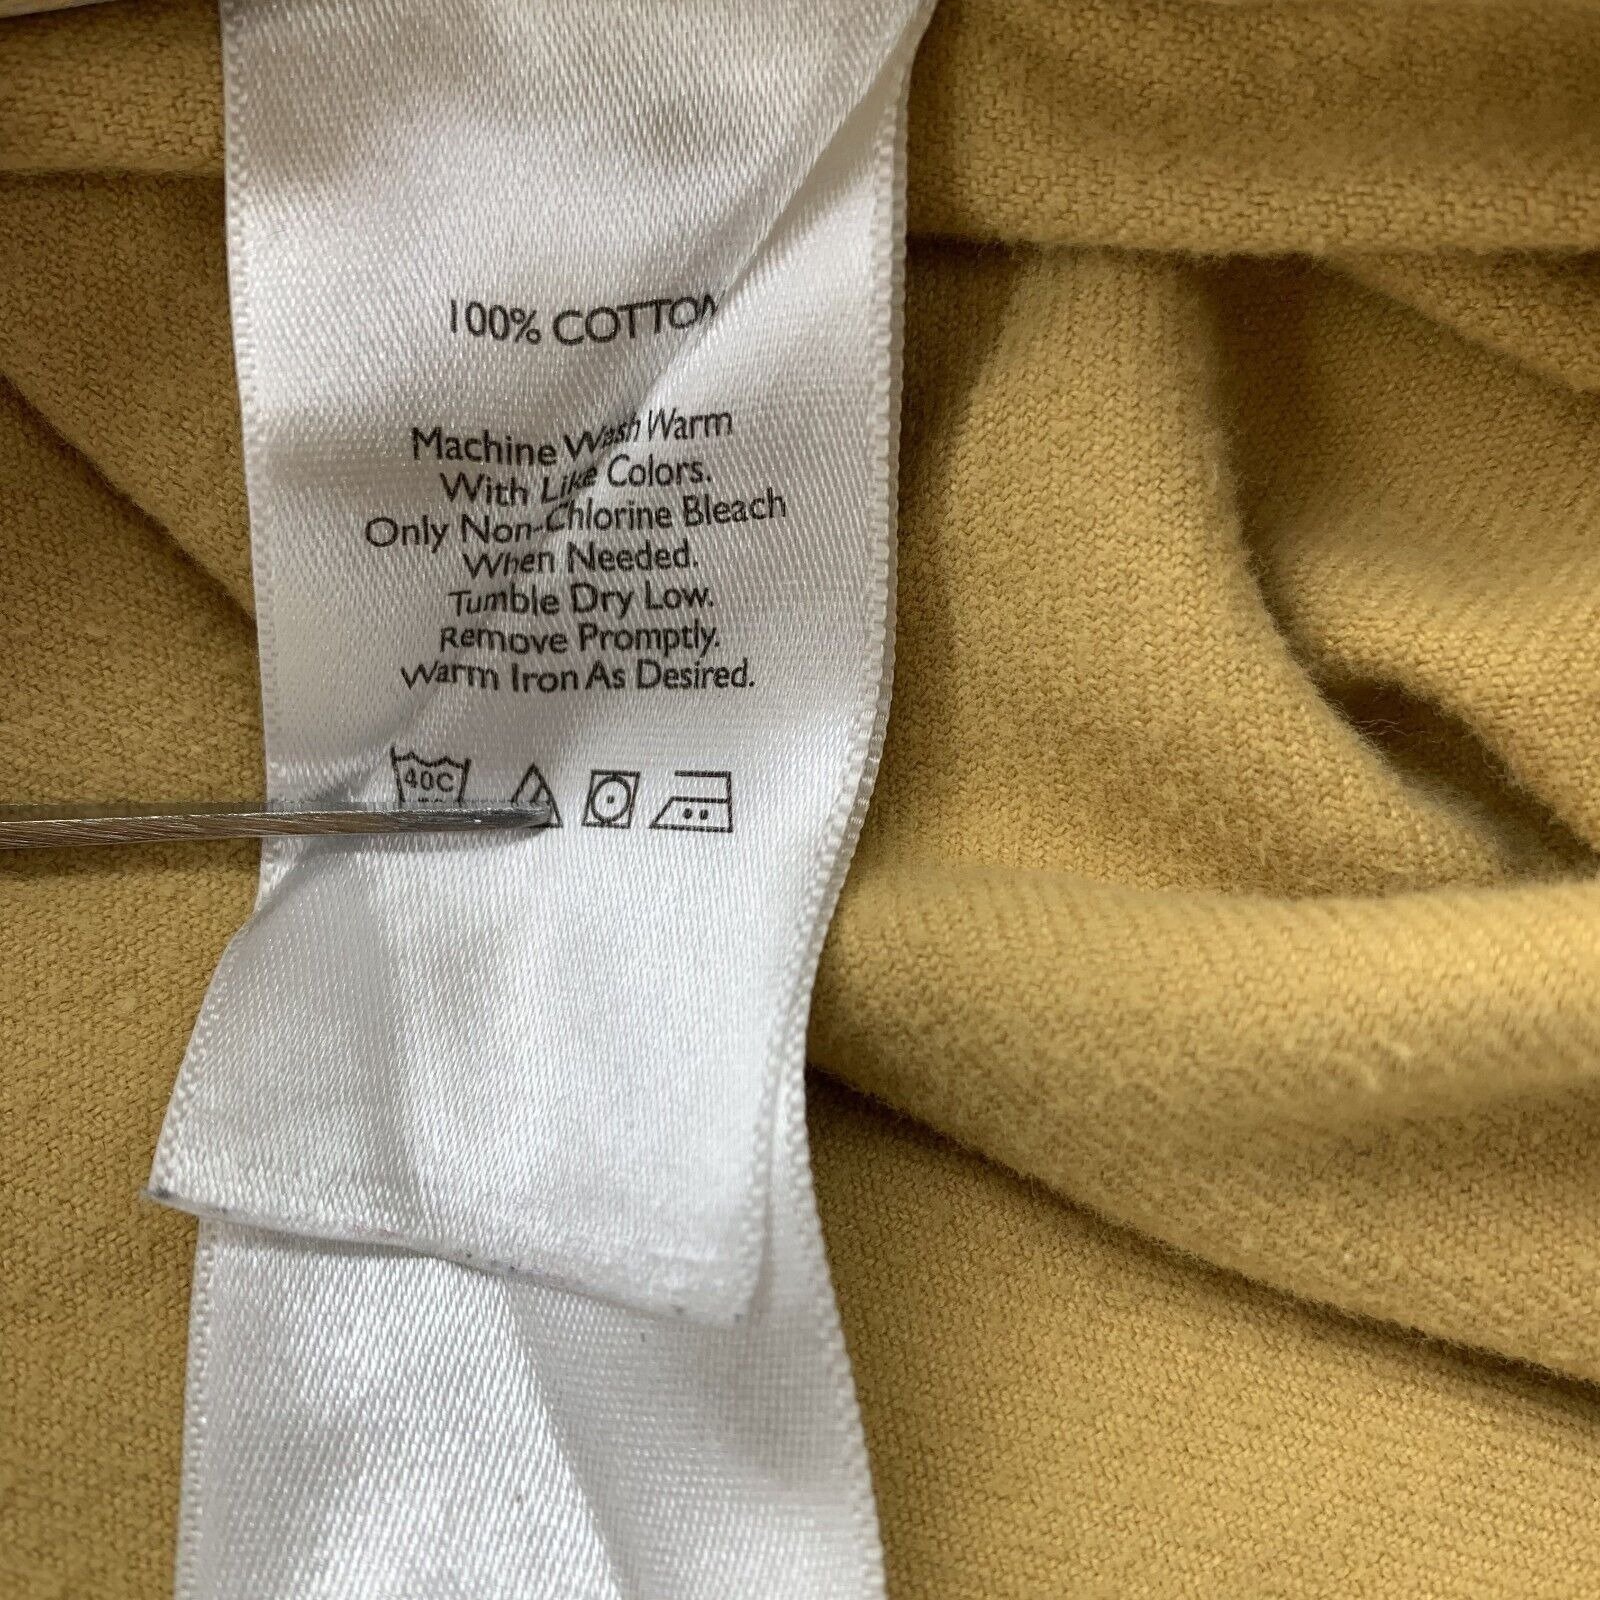 100% COTTON
Machine Wash Warm
With Like Colors.
Only Non-Chlorine Bleach
When Needed.
Tumble Dry Low.
Remove Promptly.
Warm Iron As Desired.
40C